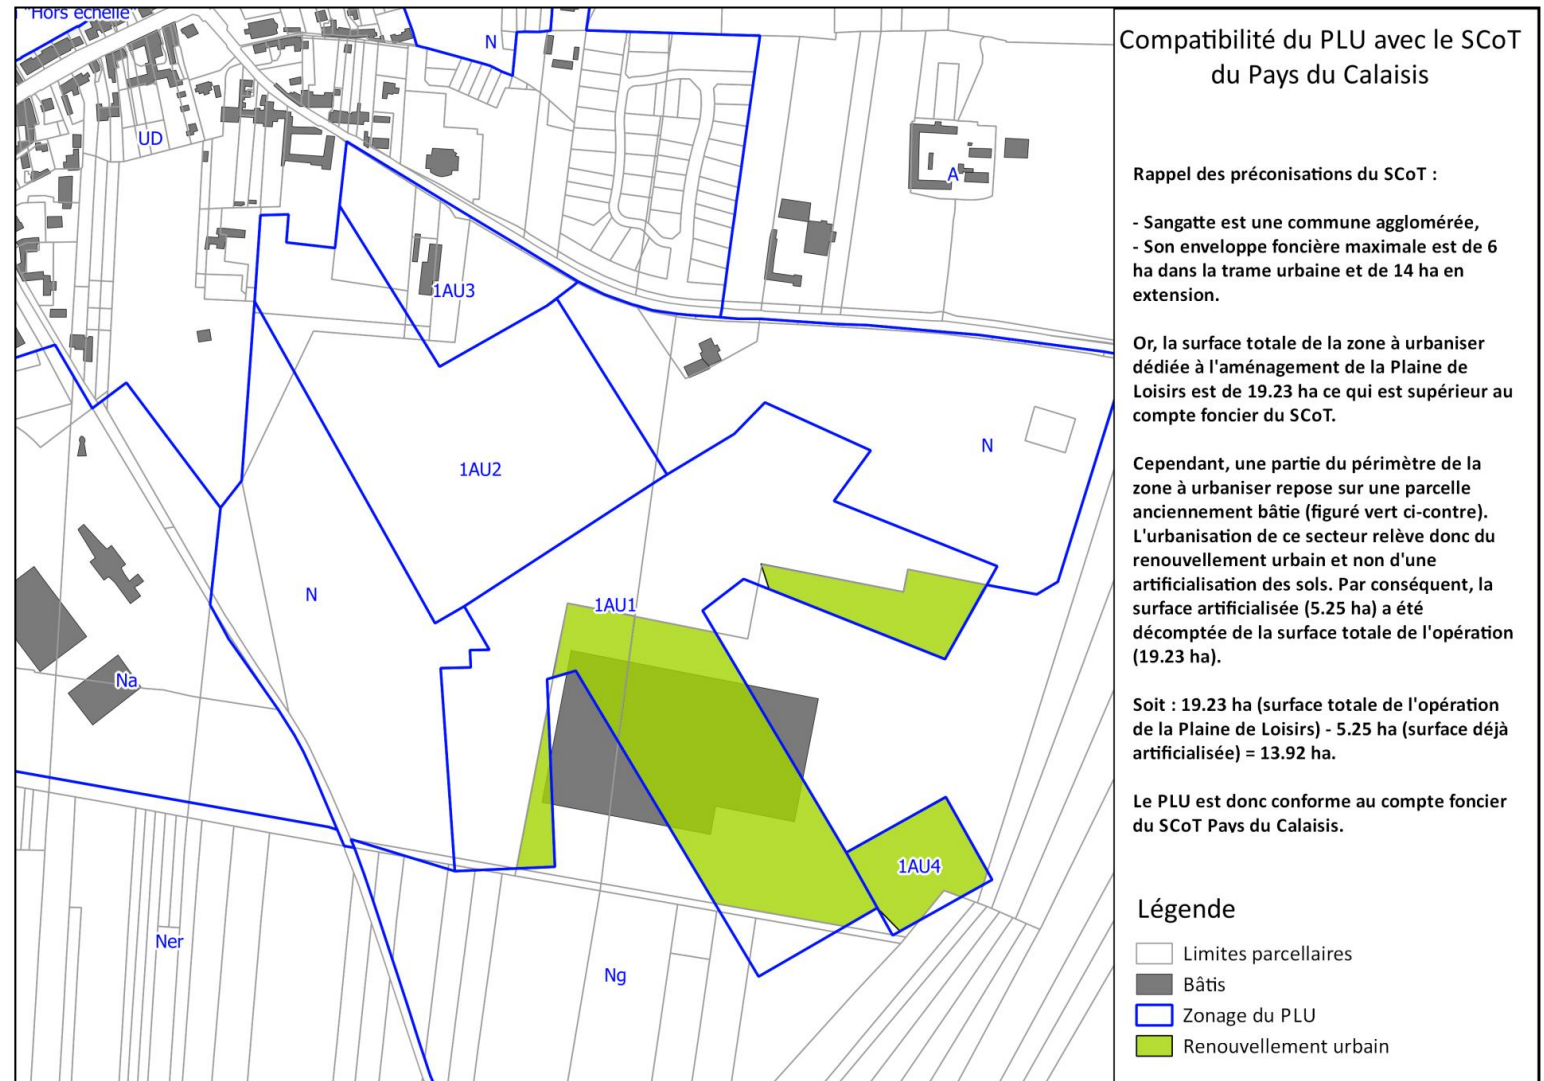 "Hors échelle"
N
UD
A
1AU3
1AU2
N
N
1AU1
Na
1AU4
Ner
Ng
Compatibilité du PLU avec le SCoT
du Pays du Calaisis
Rappel des préconisations du SCoT :
- Sangatte est une commune agglomérée,
- Son enveloppe foncière maximale est de 6
ha dans la trame urbaine et de 14 ha en
extension.
Or, la surface totale de la zone à urbaniser
dédiée à l'aménagement de la Plaine de
Loisirs est de 19.23 ha ce qui est supérieur au
compte foncier du SCoT.
Cependant, une partie du périmètre de la
zone à urbaniser repose sur une parcelle
anciennement bâtie (figuré vert ci-contre).
L'urbanisation de ce secteur relève donc du
renouvellement urbain et non d'une
artificialisation des sols. Par conséquent, la
surface artificialisée (5.25 ha) a été
décomptée de la surface totale de l'opération
(19.23 ha).
Soit : 19.23 ha (surface totale de l'opération
de la Plaine de Loisirs) - 5.25 ha (surface déjà
artificialisée) = 13.92 ha.
Le PLU est donc conforme au compte foncier
du SCoT Pays du Calaisis.
Légende
Limites parcellaires
Bâtis
Zonage du PLU
Renouvellement urbain